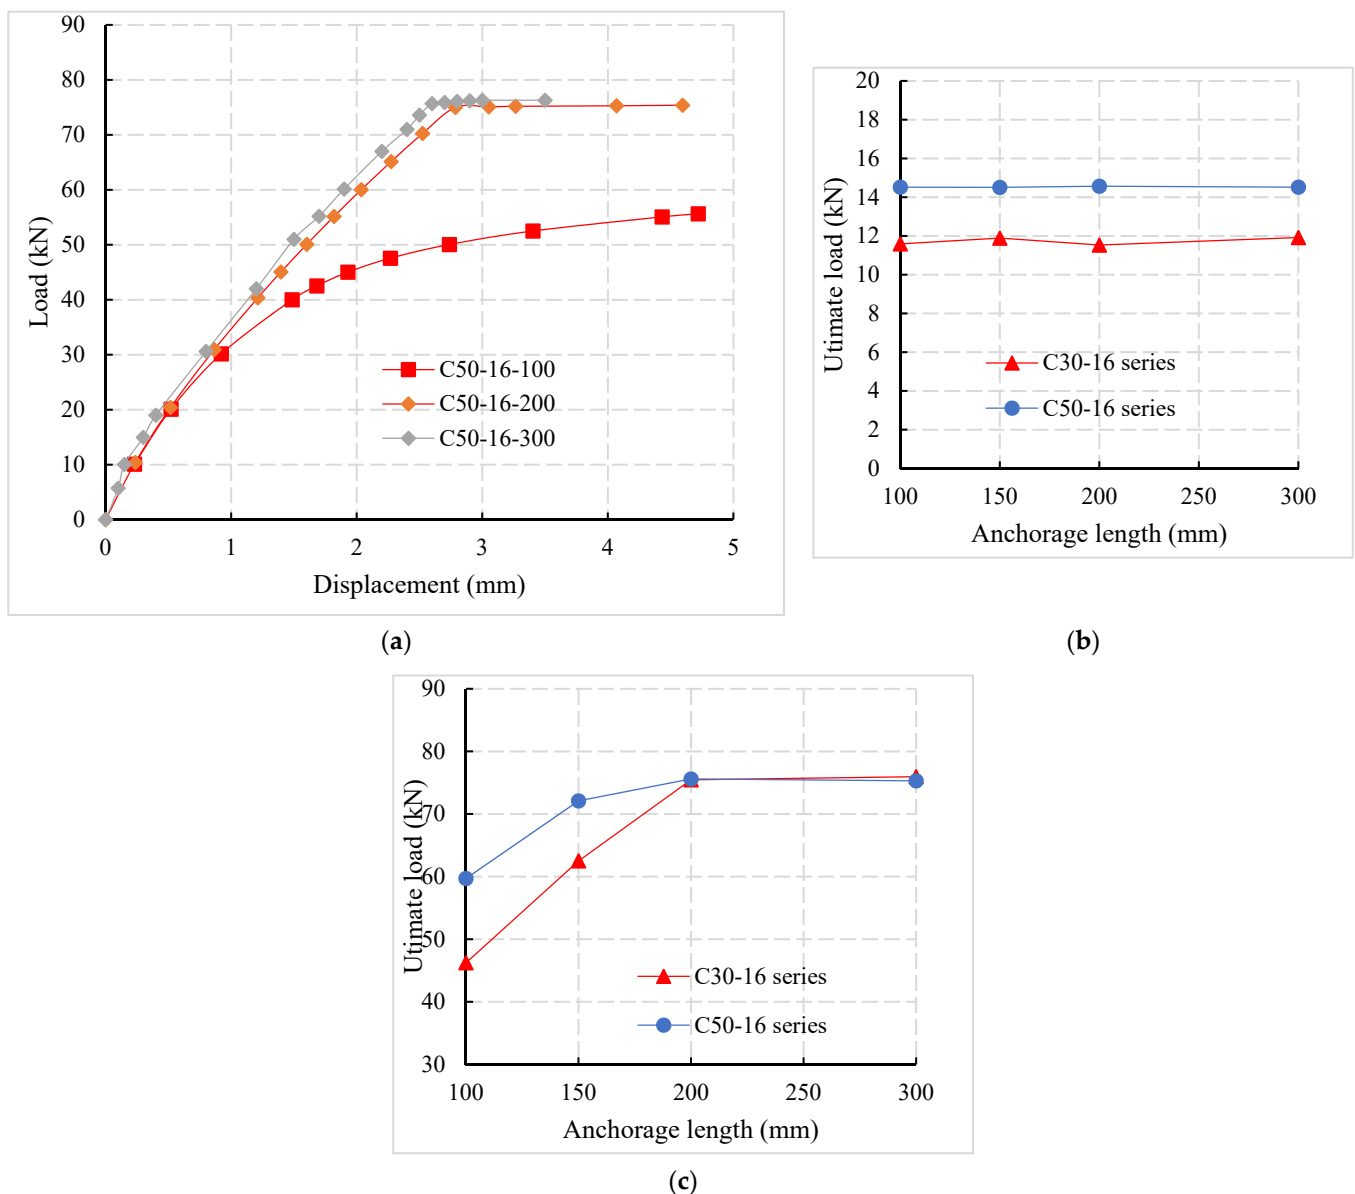 90
80
70
60
50
40
30
20
10
0
Load (kN)
C50-16-100
C50-16-200
C50-16-300
0 1 2 3 4 5
Displacement (mm)
(a)
20
18
16
14
12
10
8
6
4
2
0
Utimate load (kN)
C30-16 series
C50-16 series
100 150 200 250 300
Anchorage length (mm)
(b)
90
80
70
60
50
40
30
Utimate load (kN)
C30-16 series
C50-16 series
100 150 200 250 300
Anchorage length (mm)
(c)